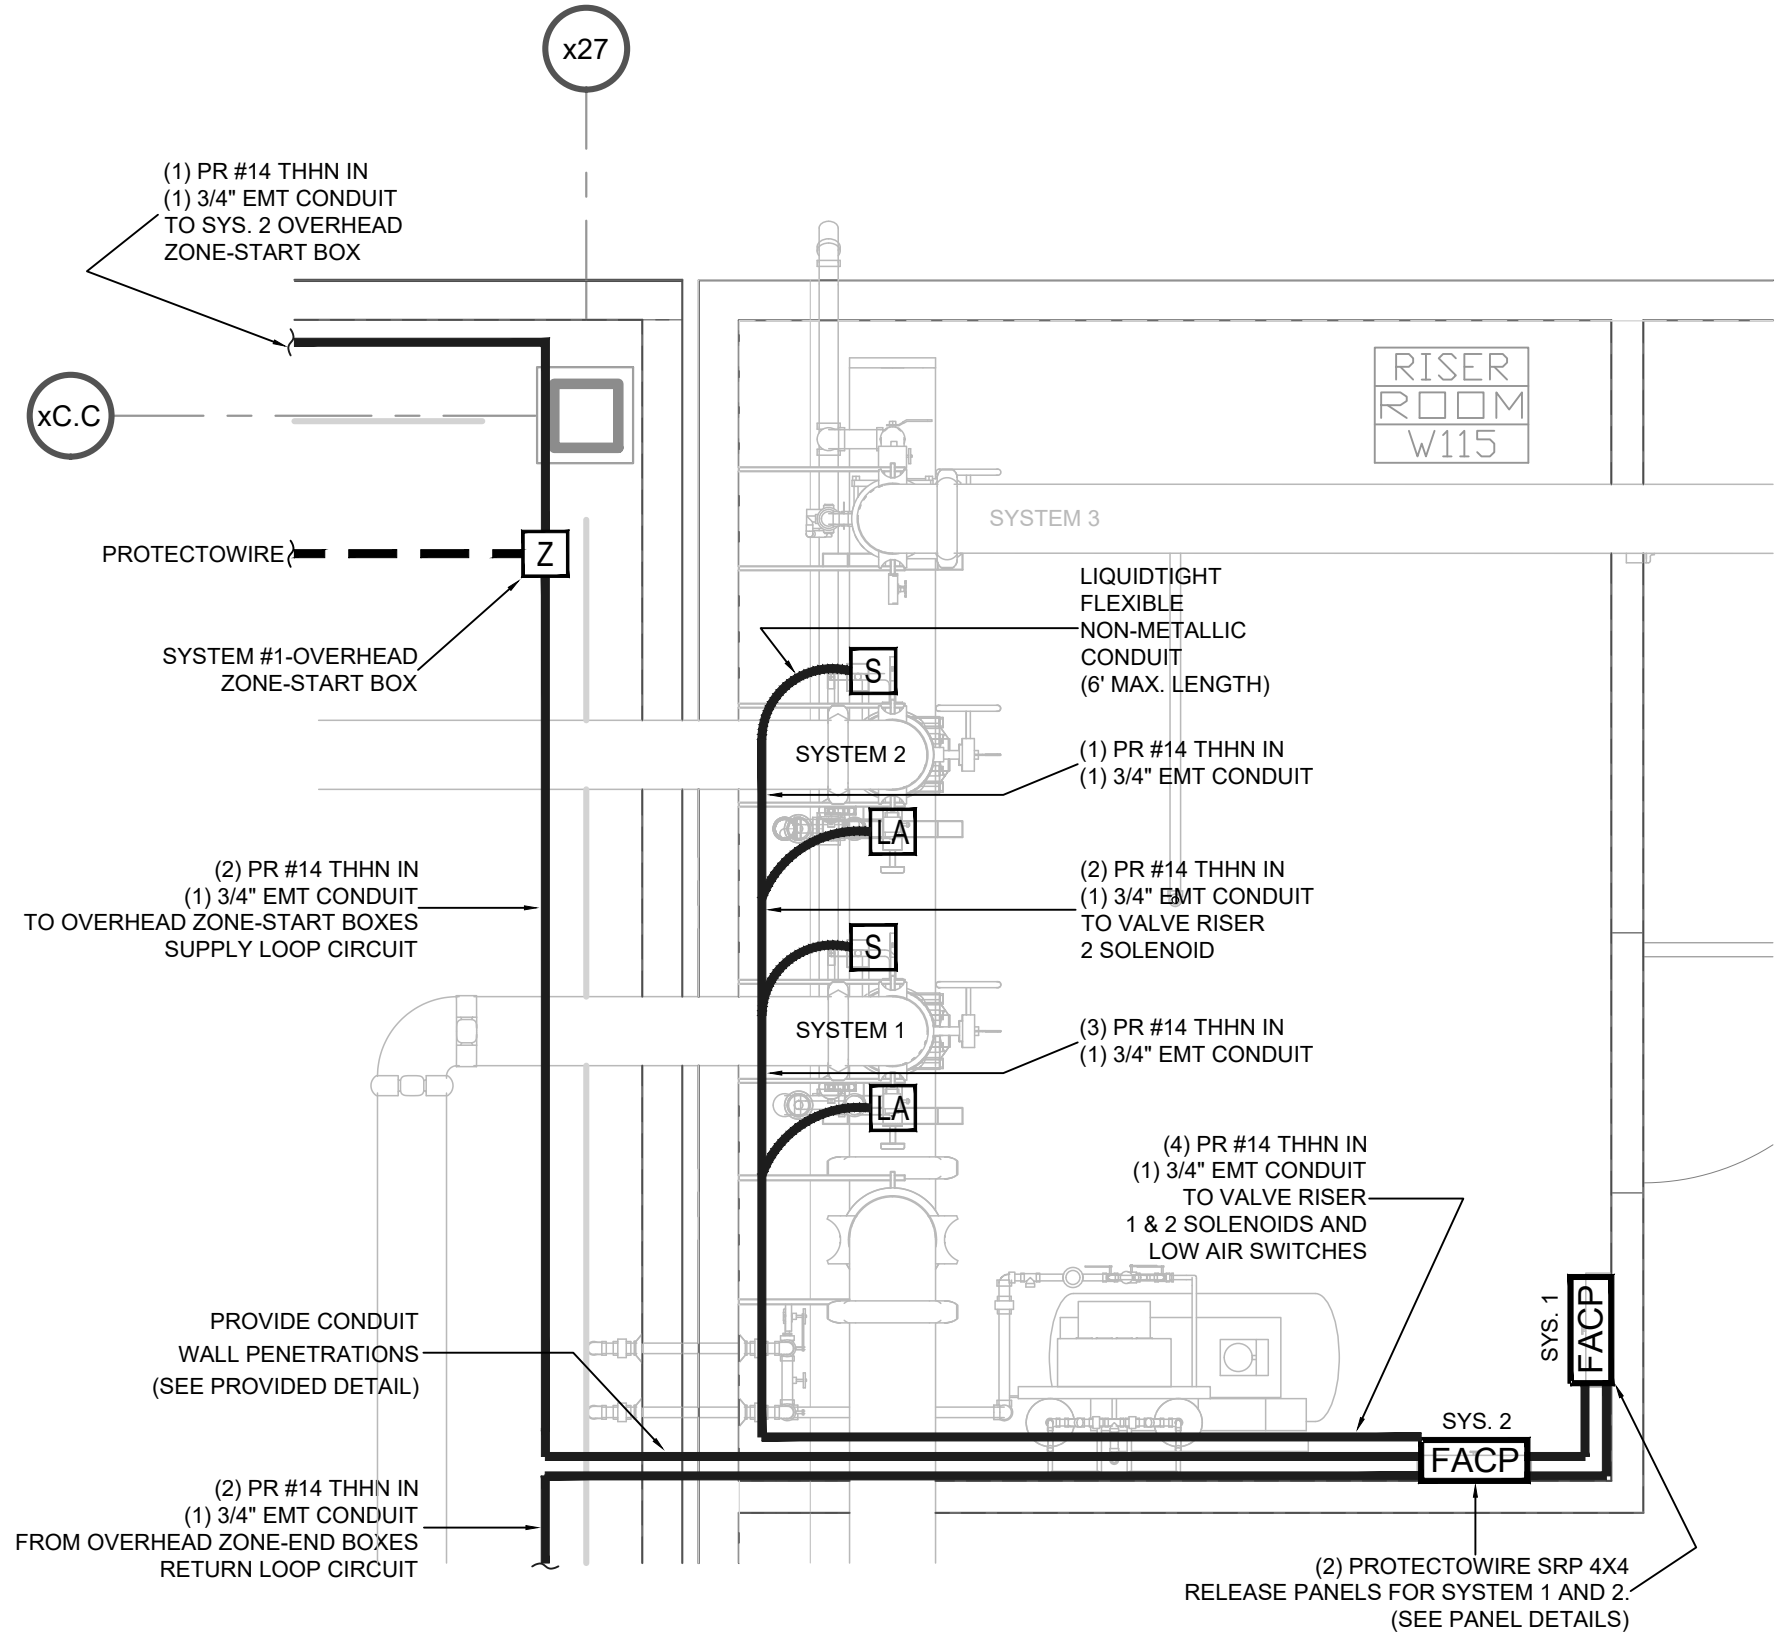 x27
(1) PR #14 THHN IN
(1) 3/4" EMT CONDUIT
TO SYS. 2 OVERHEAD
ZONE-START BOX
xC.C
RISER
ROOM
W115
SYSTEM 3
PROTECTOWIRE
Z
LIQUIDTIGHT
FLEXIBLE
NON-METALLIC
CONDUIT
(6' MAX. LENGTH)
SYSTEM #1-OVERHEAD
ZONE-START BOX
S
SYSTEM 2
(1) PR #14 THHN IN
(1) 3/4" EMT CONDUIT
LA
(2) PR #14 THHN IN
(1) 3/4" EMT CONDUIT
TO OVERHEAD ZONE-START BOXES
SUPPLY LOOP CIRCUIT
(2) PR #14 THHN IN
(1) 3/4" EMT CONDUIT
TO VALVE RISER
2 SOLENOID
S
SYSTEM 1
(3) PR #14 THHN IN
(1) 3/4" EMT CONDUIT
LA
(4) PR #14 THHN IN
(1) 3/4" EMT CONDUIT
TO VALVE RISER
1 & 2 SOLENOIDS AND
LOW AIR SWITCHES
PROVIDE CONDUIT
WALL PENETRATIONS
(SEE PROVIDED DETAIL)
SYS. 1
FACP
SYS. 2
FACP
(2) PR #14 THHN IN
(1) 3/4" EMT CONDUIT
FROM OVERHEAD ZONE-END BOXES
RETURN LOOP CIRCUIT
(2) PROTECTOWIRE SRP 4X4
RELEASE PANELS FOR SYSTEM 1 AND 2.
(SEE PANEL DETAILS)